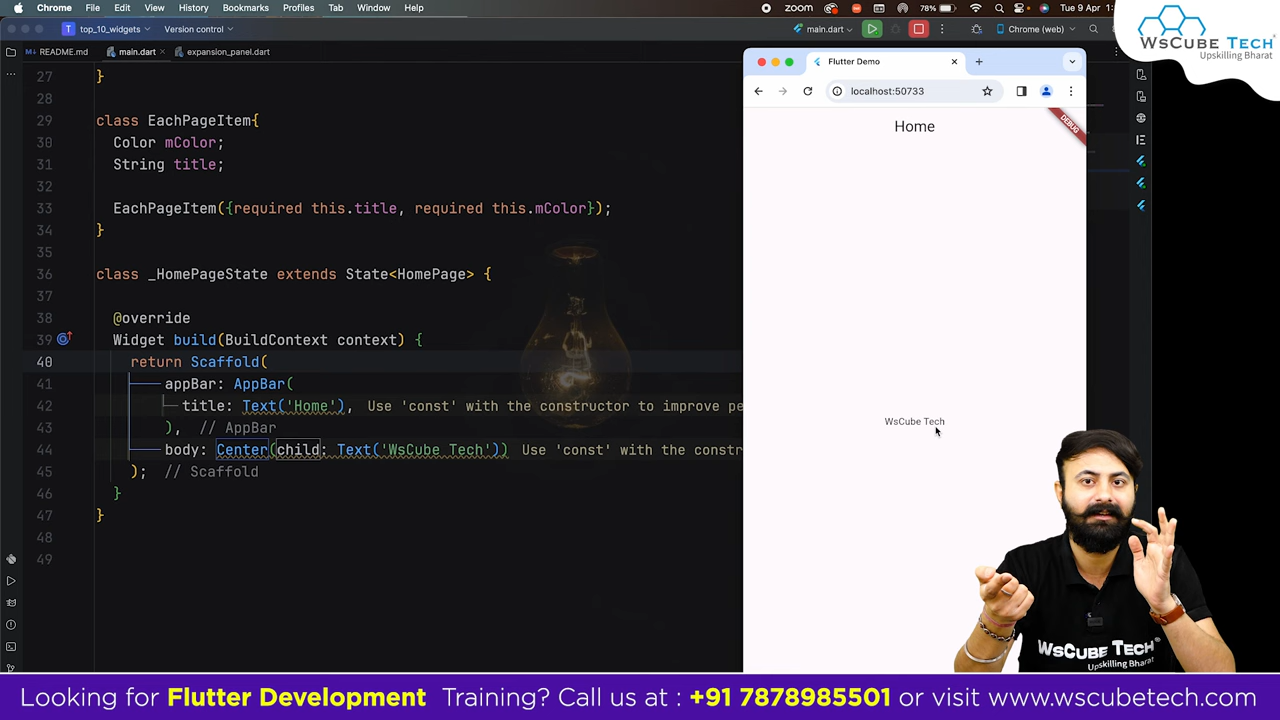 Chrome File Edit View History Bookmarks Profiles Tab Window Help
zoom 78% Tue 9 Apr
top_10_widgets Version control main.dart Chrome (web)
README.md main.dart expansion_panel.dart
27 }
28
29 class EachPageItem{
30 Color mColor;
31 String title;
32
33 EachPageItem({required this.title, required this.mColor});
34 }
35
36 class _HomePageState extends State<HomePage> {
37
38 @override
39 Widget build(BuildContext context) {
40 return Scaffold(
41 appBar: AppBar(
42 title: Text('Home'), Use 'const' with the constructor to improve pe
43 ), // AppBar
44 body: Center(child: Text('WsCube Tech')) Use 'const' with the constr
45 ); // Scaffold
46 }
47 }
48
49
Flutter Demo
localhost:50733
Home
DEBUG
WsCube Tech
WsCube Tech
Upskilling Bharat
WsCube Tech
Upskilling Bharat
Looking for Flutter Development Training? Call us at : +91 7878985501 or visit www.wscubetech.com